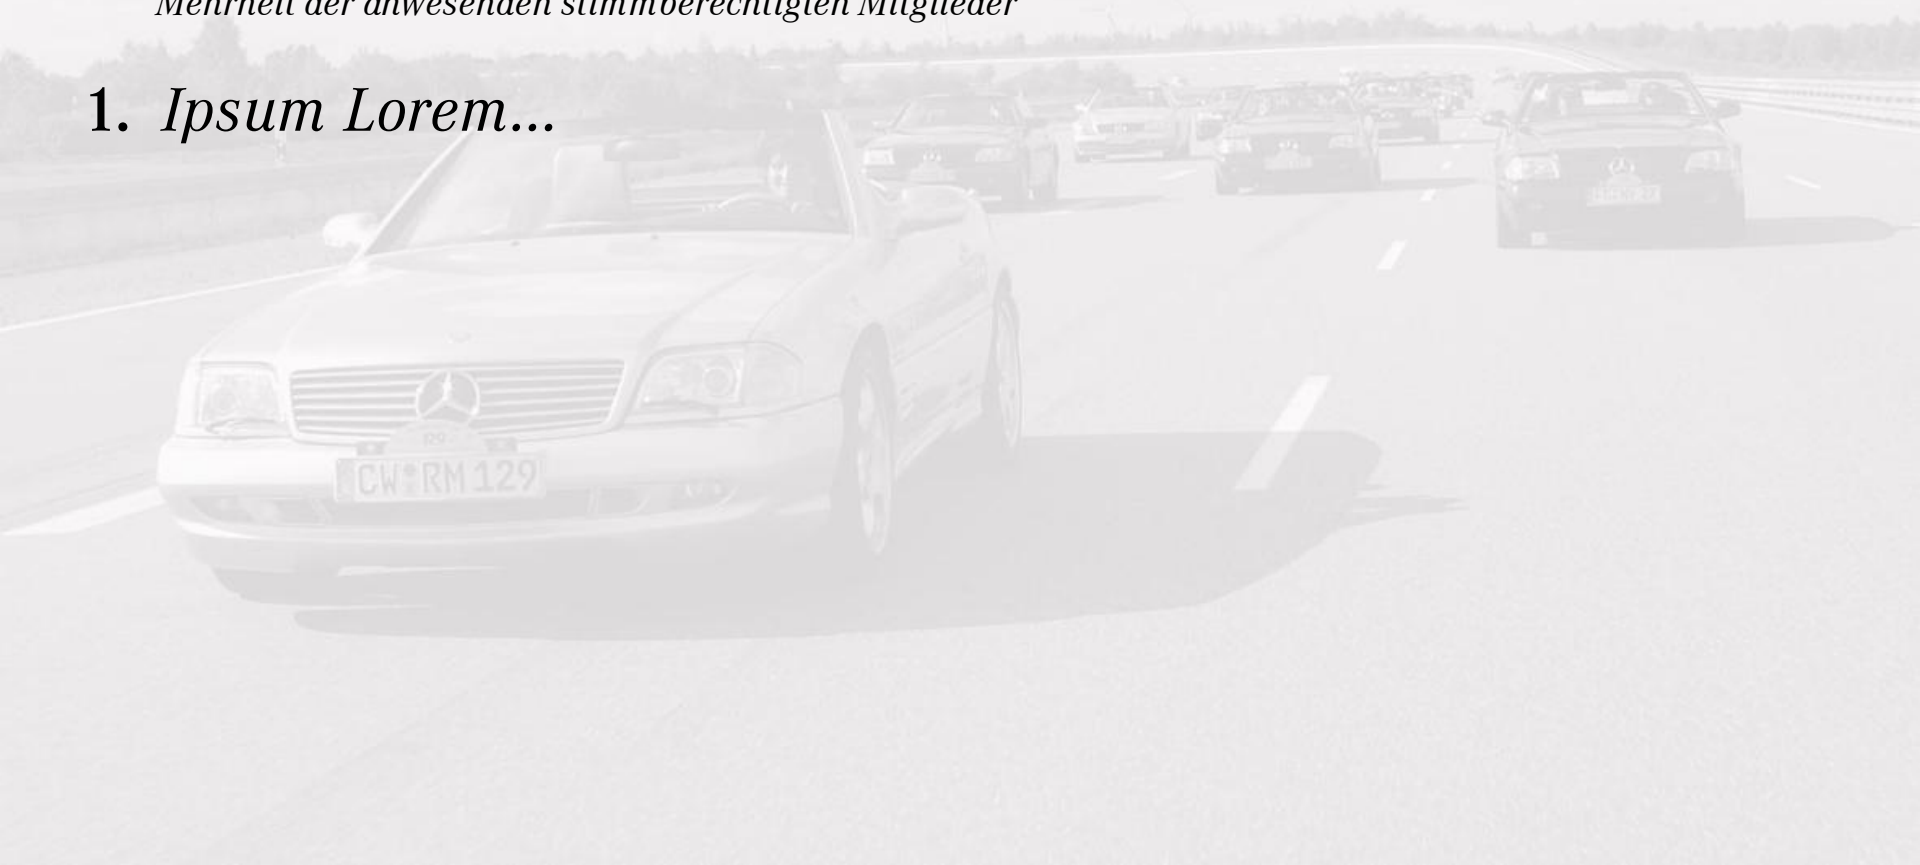 Mehrheit der anwesenden stimmberechtigten Mitglieder
1. Ipsum Lorem...
CW RM 129